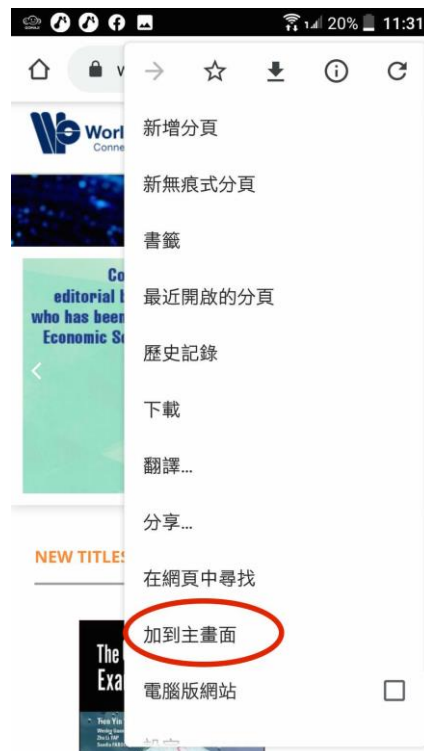 20% 11:31
新增分頁
新無痕式分頁
書籤
最近開啟的分頁
歷史記錄
下載
翻譯...
分享...
在網頁中尋找
加到主畫面
電腦版網站
Worl
Conne
Co
editorial b
who has been
Economic Sc
NEW TITLES
The
Exa